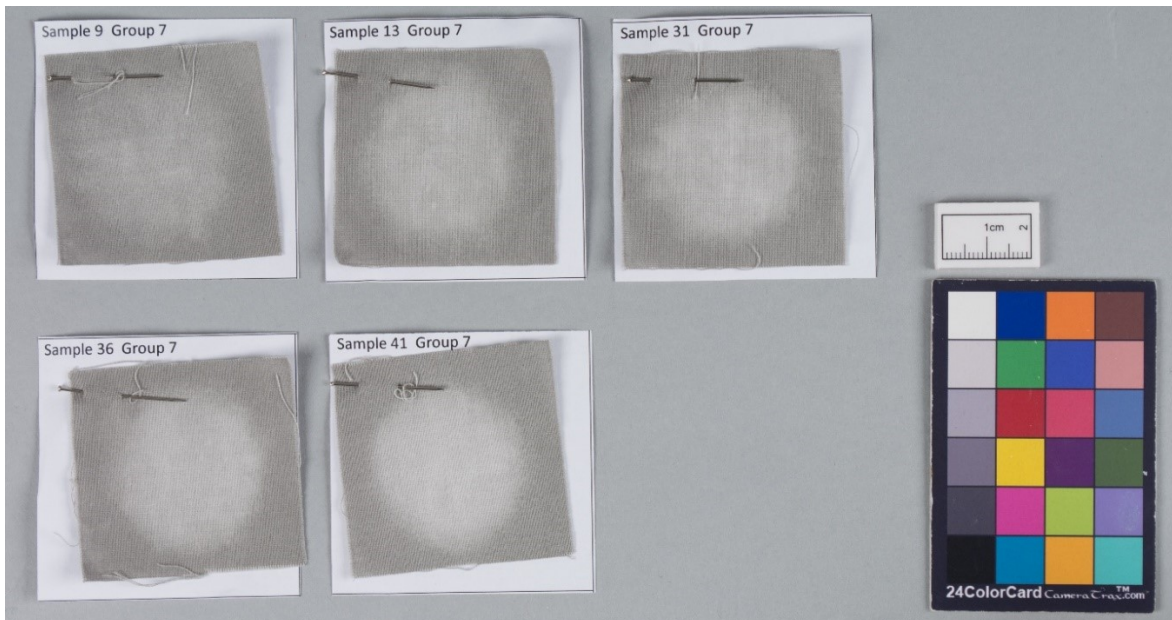 Sample 9 Group 7
Sample 13 Group 7
Sample 31 Group 7
1cm 2
Sample 36 Group 7
Sample 41 Group 7
24ColorCard CameraTrax.com™